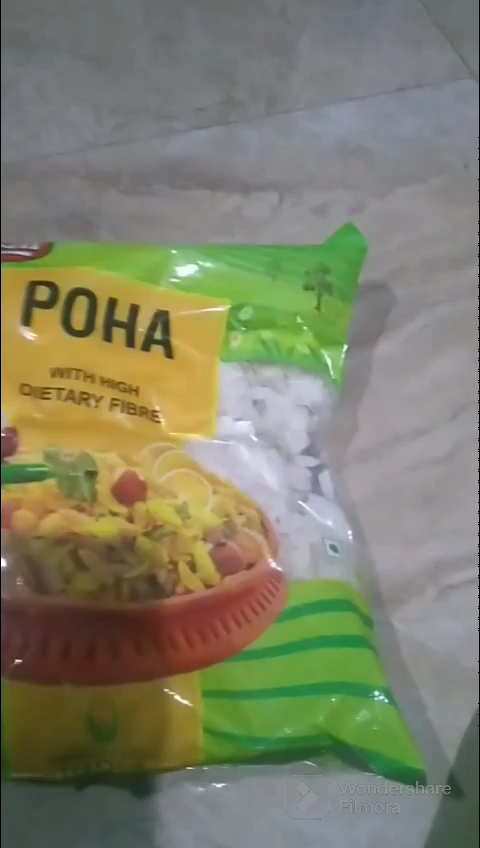 POHA
WITH HIGH
DIETARY FIBRE
Wondershare
Filmora